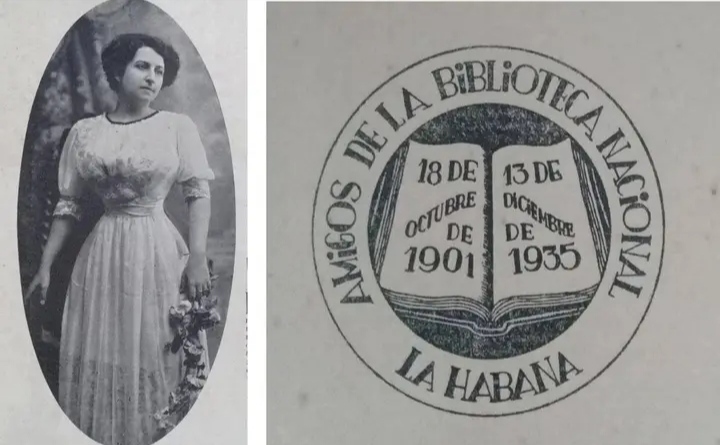 AMIGOS DE LA BIBLIOTECA NACIONAL
18 DE
OCTUBRE
DE
1901
13 DE
DICIEMBRE
DE
1935
LA HABANA